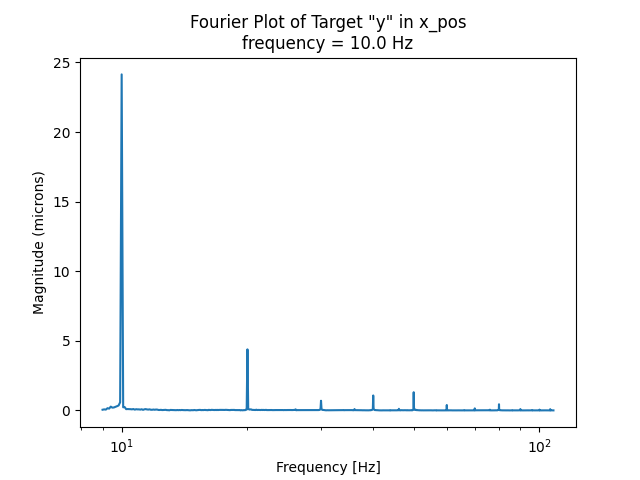 Fourier Plot of Target "y" in x_pos
frequency = 10.0 Hz
25
20
15
10
5
0
Magnitude (microns)
10¹
10²
Frequency [Hz]